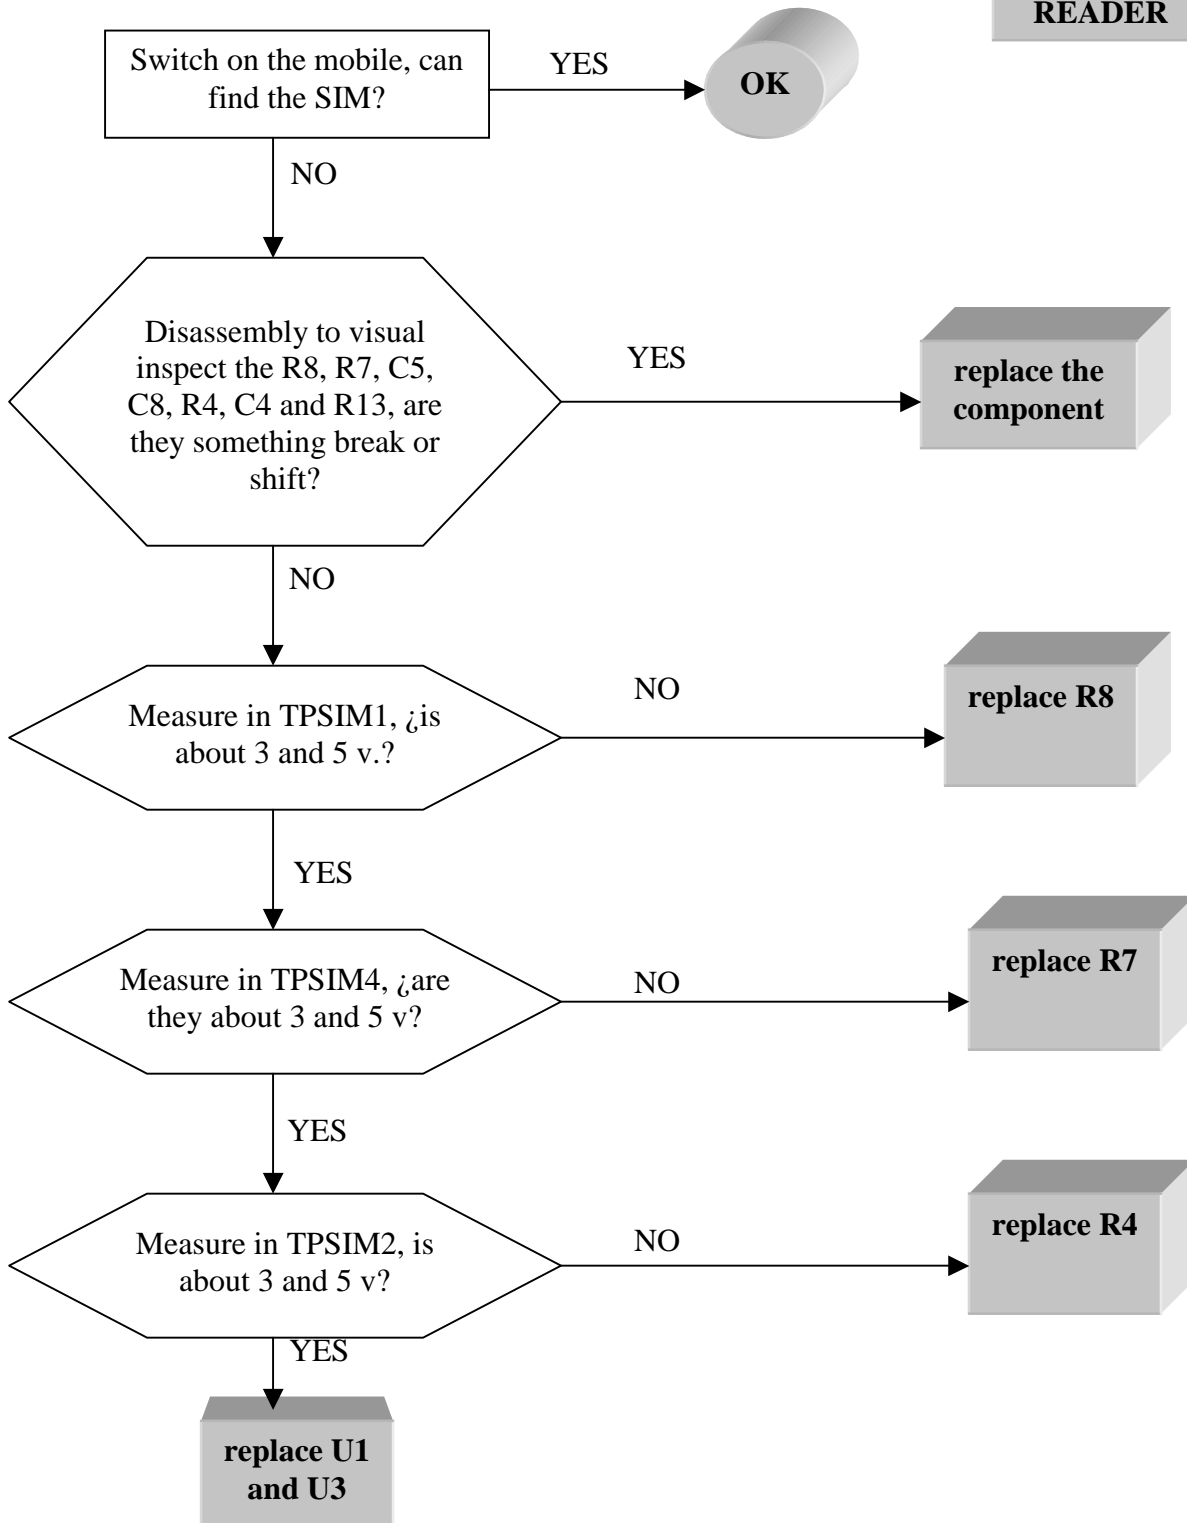 READER
Switch on the mobile, can
find the SIM?
YES
OK
NO
Disassembly to visual
inspect the R8, R7, C5,
C8, R4, C4 and R13, are
they something break or
shift?
YES
replace the
component
NO
Measure in TPSIM1, ¿is
about 3 and 5 v.?
NO
replace R8
YES
Measure in TPSIM4, ¿are
they about 3 and 5 v?
NO
replace R7
YES
Measure in TPSIM2, is
about 3 and 5 v?
NO
replace R4
YES
replace U1
and U3